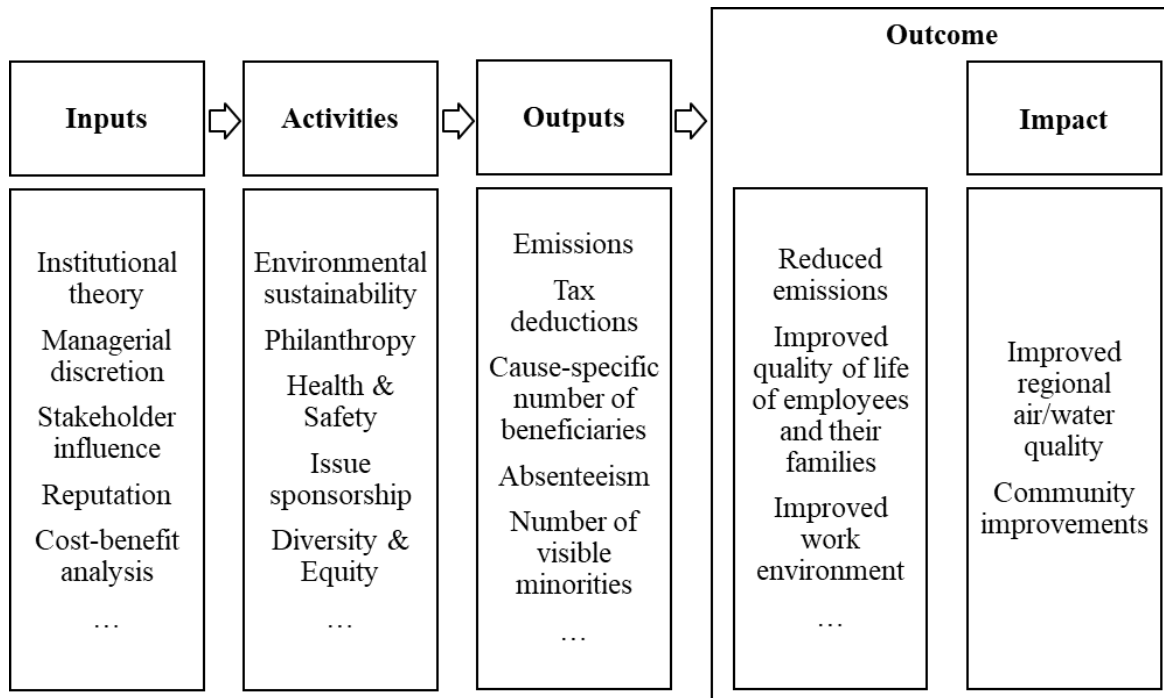 Outcome
Inputs
Activities
Outputs
Impact
Institutional
theory
Managerial
discretion
Stakeholder
influence
Reputation
Cost-benefit
analysis
…
Environmental
sustainability
Philanthropy
Health &
Safety
Issue
sponsorship
Diversity &
Equity
…
Emissions
Tax
deductions
Cause-specific
number of
beneficiaries
Absenteeism
Number of
visible
minorities
…
Reduced
emissions
Improved
quality of life
of employees
and their
families
Improved
work
environment
…
Improved
regional
air/water
quality
Community
improvements